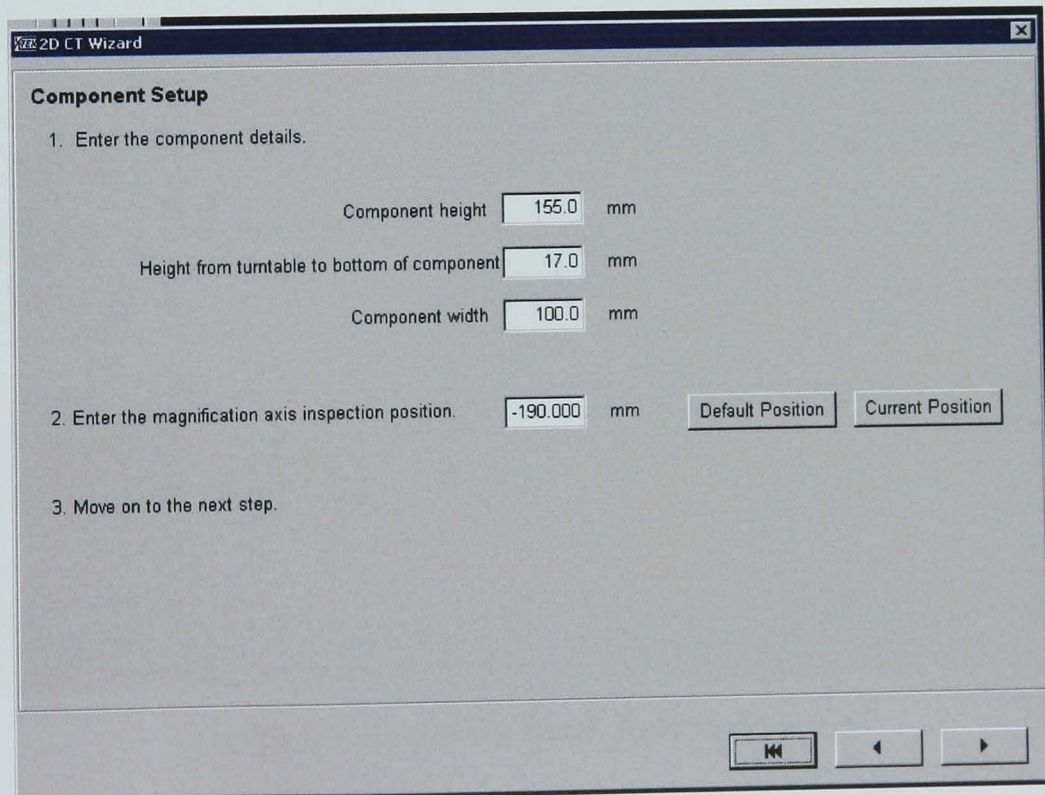 XTEK 2D CT Wizard
Component Setup
1. Enter the component details.
Component height 155.0 mm
Height from turntable to bottom of component 17.0 mm
Component width 100.0 mm
2. Enter the magnification axis inspection position. -190.000 mm Default Position Current Position
3. Move on to the next step.